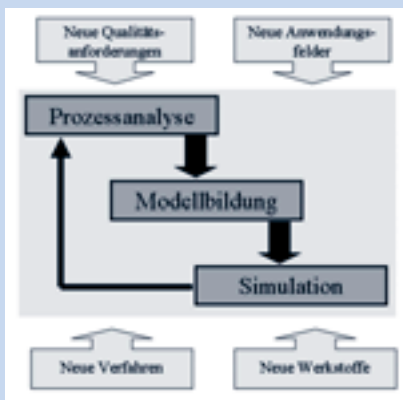 Neue Qualitäts-
anforderungen
Neue Anwendungs-
felder
Prozessanalyse
Modellbildung
Simulation
Neue Verfahren
Neue Werkstoffe